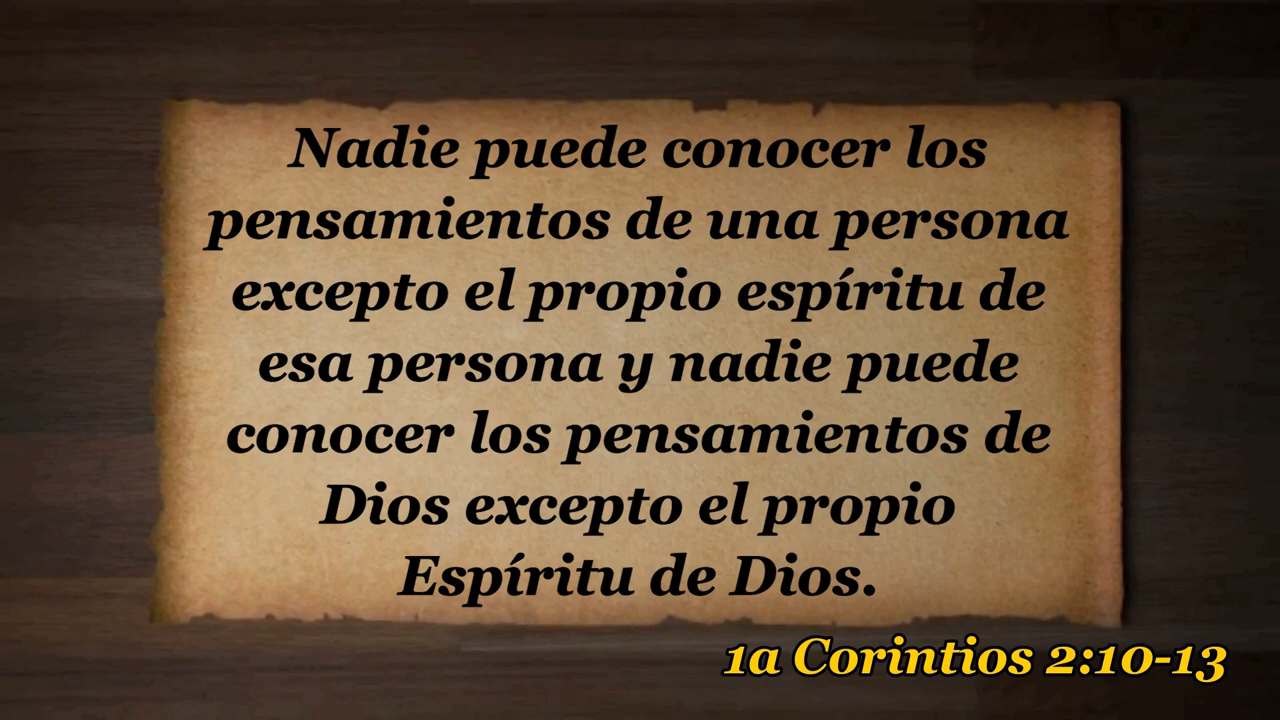 Nadie puede conocer los
pensamientos de una persona
excepto el propio espíritu de
esa persona y nadie puede
conocer los pensamientos de
Dios excepto el propio
Espíritu de Dios.
1a Corintios 2:10-13